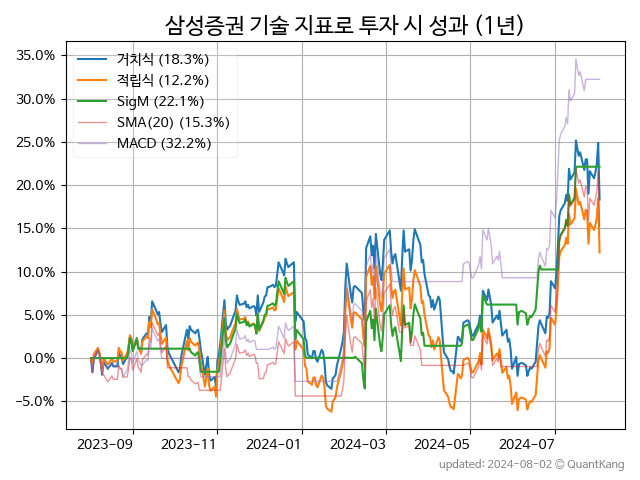 삼성증권 기술 지표로 투자 시 성과 (1년)
35.0%
30.0%
25.0%
20.0%
15.0%
10.0%
5.0%
0.0%
−5.0%
거치식 (18.3%)
적립식 (12.2%)
SigM (22.1%)
SMA(20) (15.3%)
MACD (32.2%)
2023-09 2023-11 2024-01 2024-03 2024-05 2024-07
updated: 2024-08-02 © QuantKang